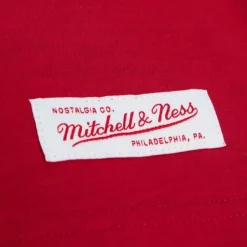 NOSTALGIA CO.
Mitchell & Ness
PHILADELPHIA, PA.